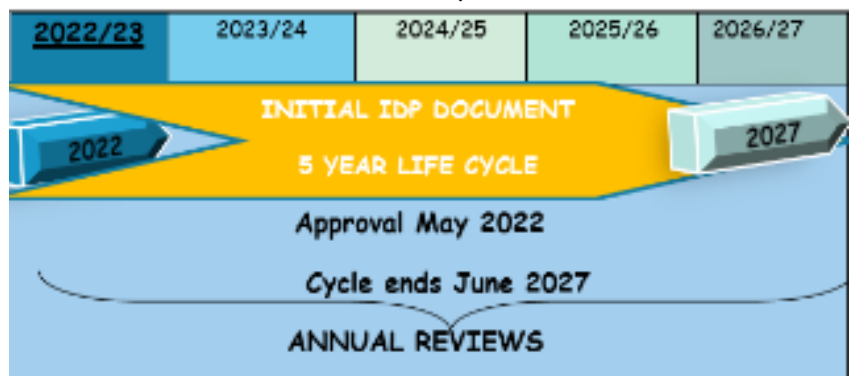 2022/23 2023/24 2024/25 2025/26 2026/27
INITIAL IDP DOCUMENT
2022 2027
5 YEAR LIFE CYCLE
Approval May 2022
Cycle ends June 2027
ANNUAL REVIEWS